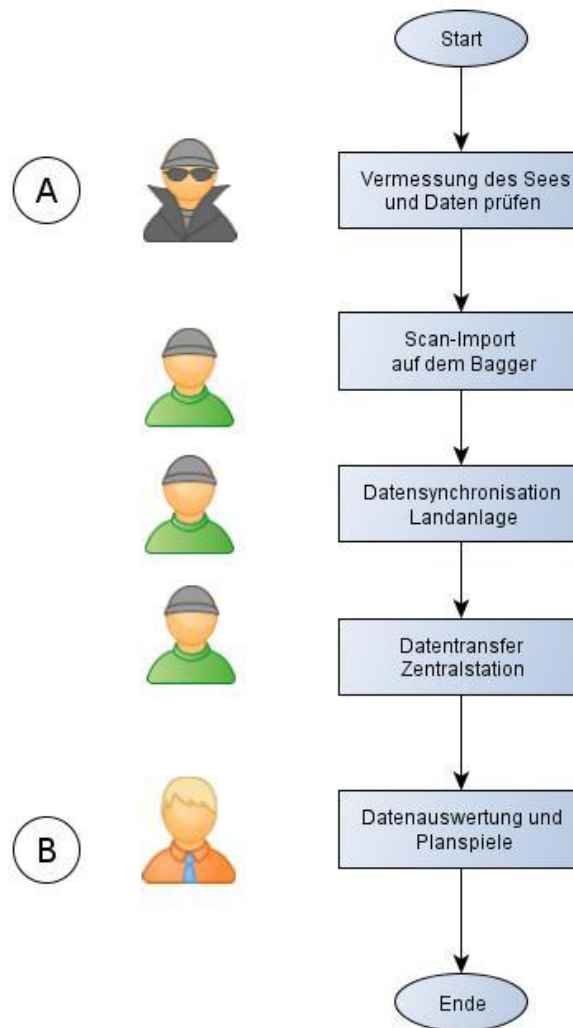 Start
A
Vermessung des Sees
und Daten prüfen
Scan-Import
auf dem Bagger
Datensynchronisation
Landanlage
Datentransfer
Zentralstation
B
Datenauswertung und
Planspiele
Ende